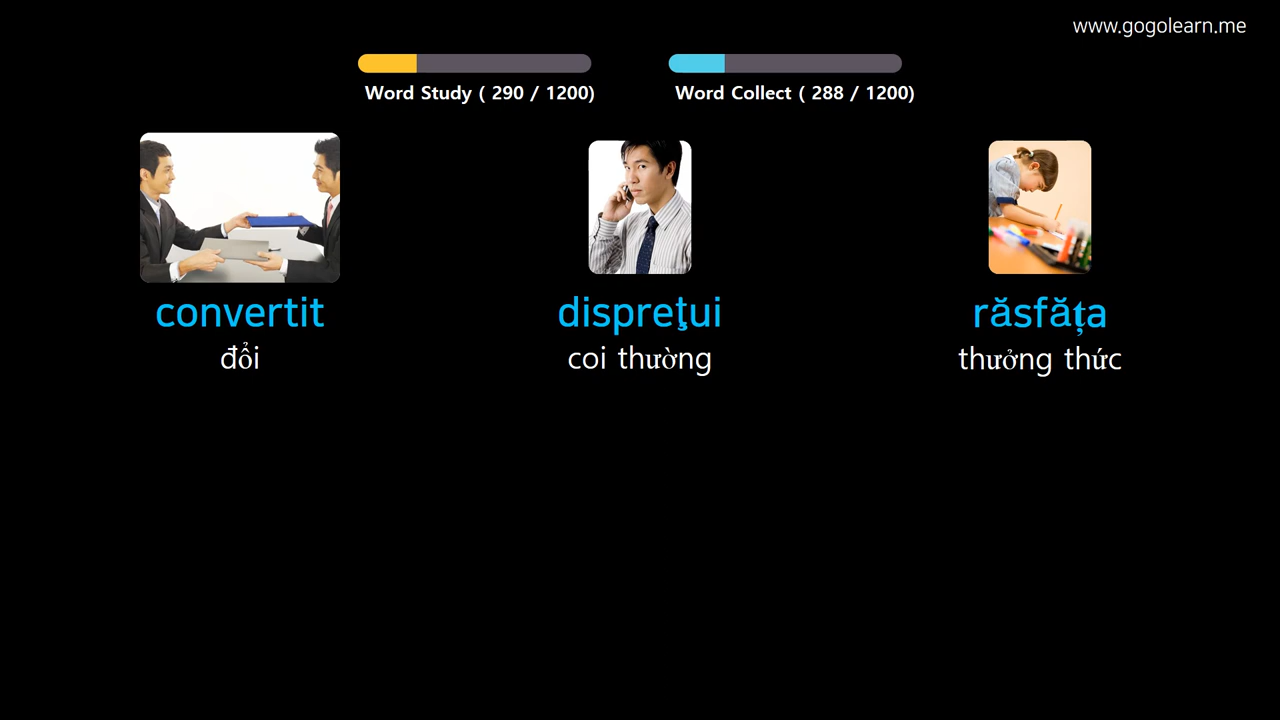 www.gogolearn.me
Word Study ( 290 / 1200)
Word Collect ( 288 / 1200)
convertit
dispreţui
răsfăța
đổi
coi thường
thưởng thức